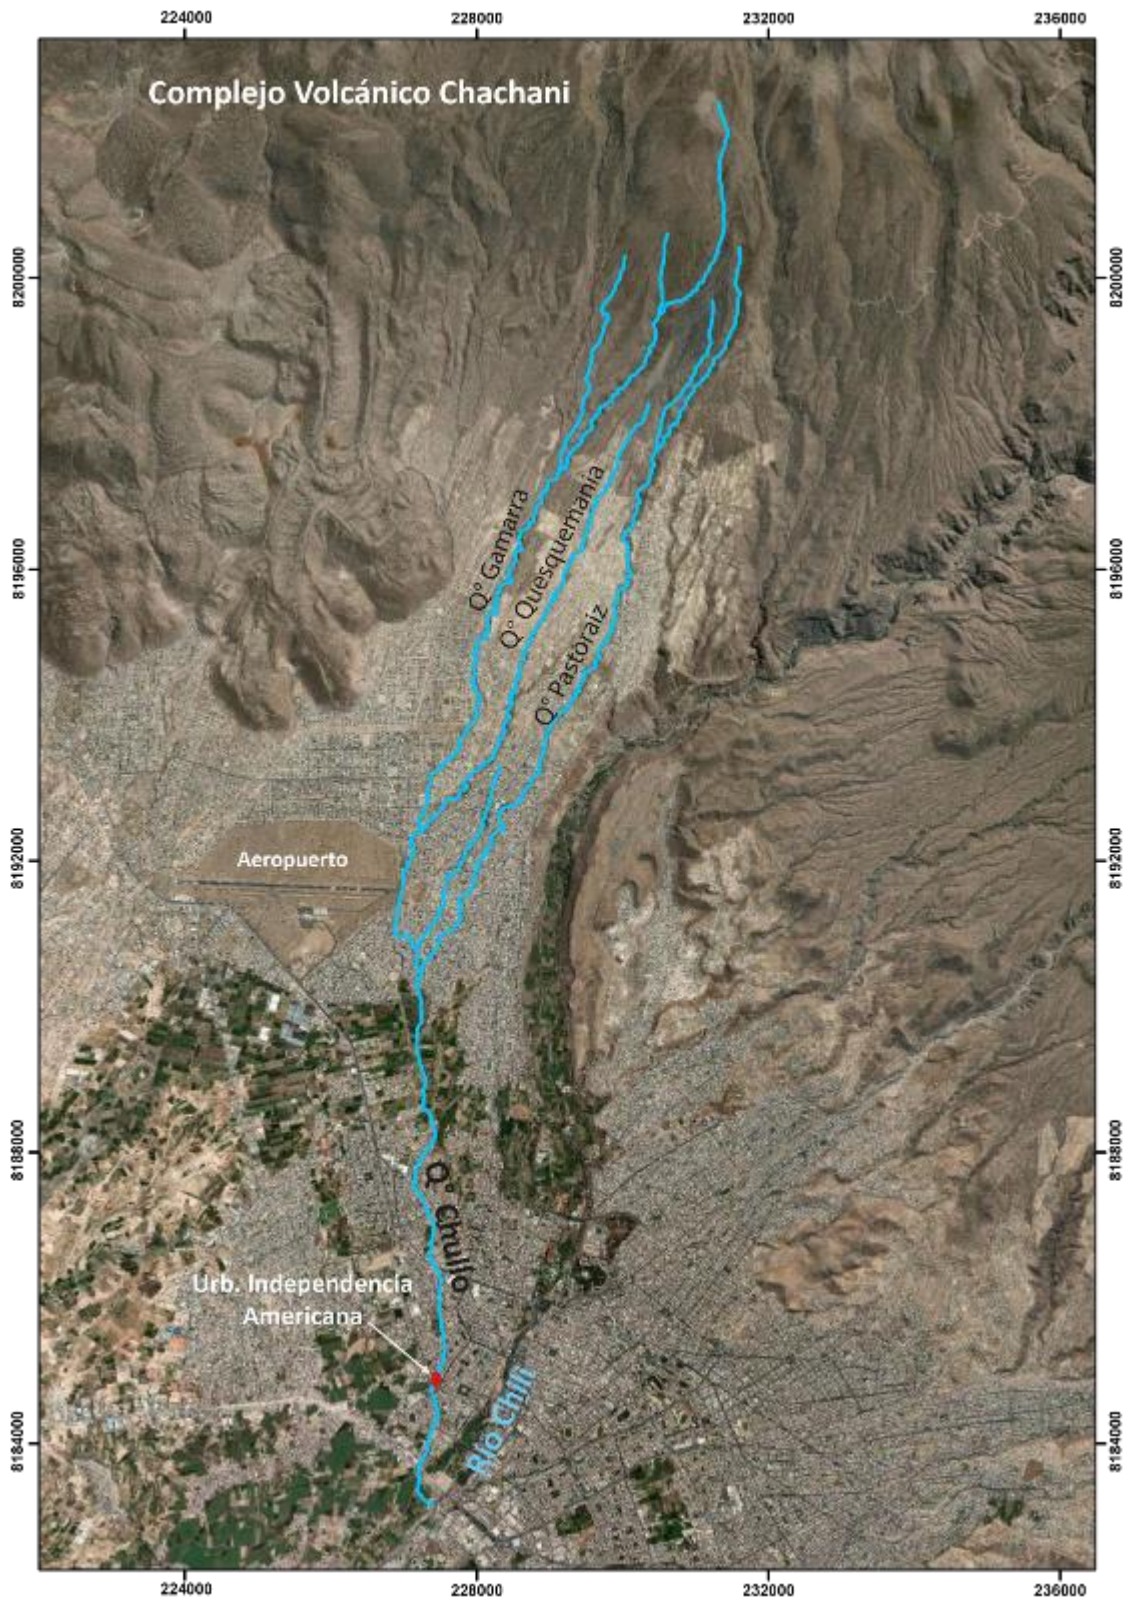 224000
228000
232000
236000
Complejo Volcánico Chachani
8200000
8200000
Q° Gamarra
Q° Quesquemania
8196000
8196000
Q° Pastoraiz
8192000
Aeropuerto
8192000
8188000
8188000
Q° Chullo
Urb. Independencia
Americana
Río Chili
8184000
8184000
224000
228000
232000
236000